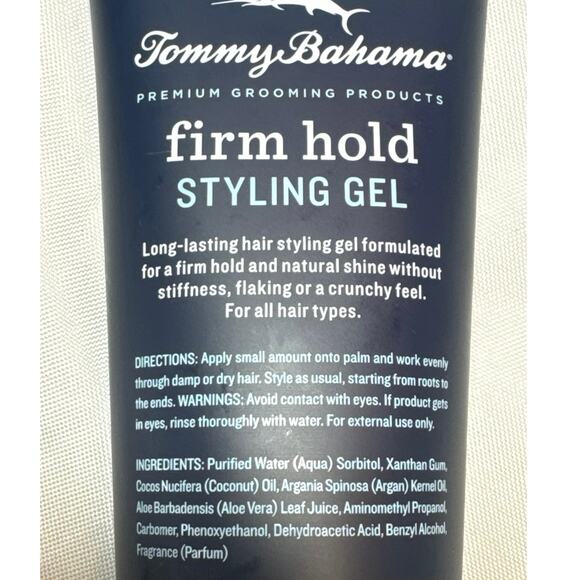 Tommy Bahama®
PREMIUM GROOMING PRODUCTS
firm hold
STYLING GEL
Long-lasting hair styling gel formulated
for a firm hold and natural shine without
stiffness, flaking or a crunchy feel.
For all hair types.
DIRECTIONS: Apply small amount onto palm and work evenly
through damp or dry hair. Style as usual, starting from roots to
the ends. WARNINGS: Avoid contact with eyes. If product gets
in eyes, rinse thoroughly with water. For external use only.
INGREDIENTS: Purified Water (Aqua) Sorbitol, Xanthan Gum,
Cocos Nucifera (Coconut) Oil, Argania Spinosa (Argan) Kernel Oil,
Aloe Barbadensis (Aloe Vera) Leaf Juice, Aminomethyl Propanol,
Carbomer, Phenoxyethanol, Dehydroacetic Acid, Benzyl Alcohol,
Fragrance (Parfum)